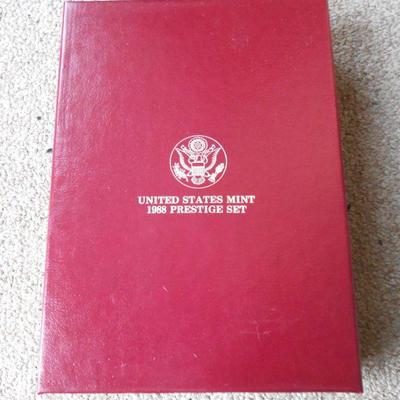 UNITED STATES MINT
1988 PRESTIGE SET